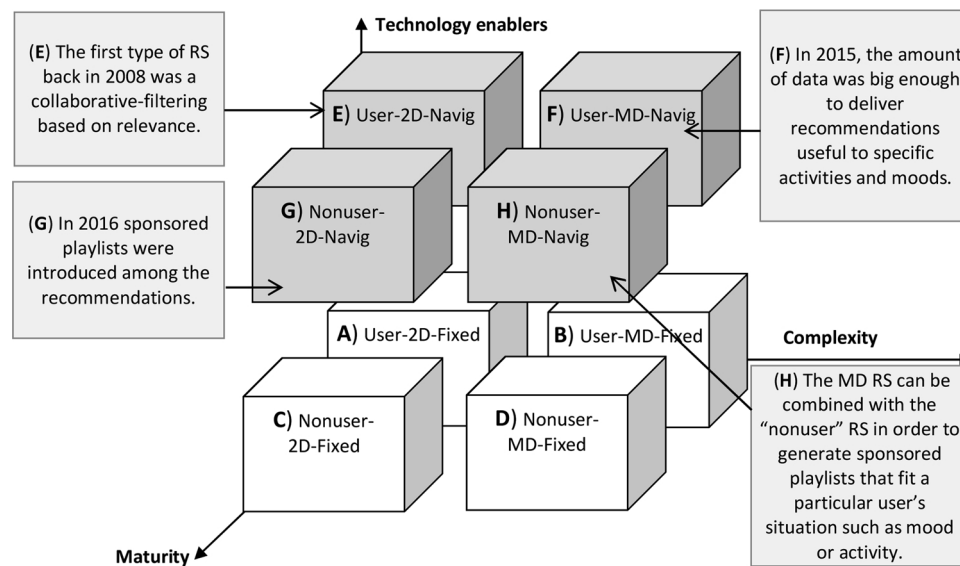 Technology enablers
(E) The first type of RS
back in 2008 was a
collaborative-filtering
based on relevance.
(F) In 2015, the amount
of data was big enough
to deliver
recommendations
useful to specific
activities and moods.
E) User-2D-Navig
F) User-MD-Navig
(G) In 2016 sponsored
playlists were
introduced among the
recommendations.
G) Nonuser-
2D-Navig
H) Nonuser-
MD-Navig
A) User-2D-Fixed
B) User-MD-Fixed
Complexity
C) Nonuser-
2D-Fixed
D) Nonuser-
MD-Fixed
(H) The MD RS can be
combined with the
“nonuser” RS in order to
generate sponsored
playlists that fit a
particular user’s
situation such as mood
or activity.
Maturity